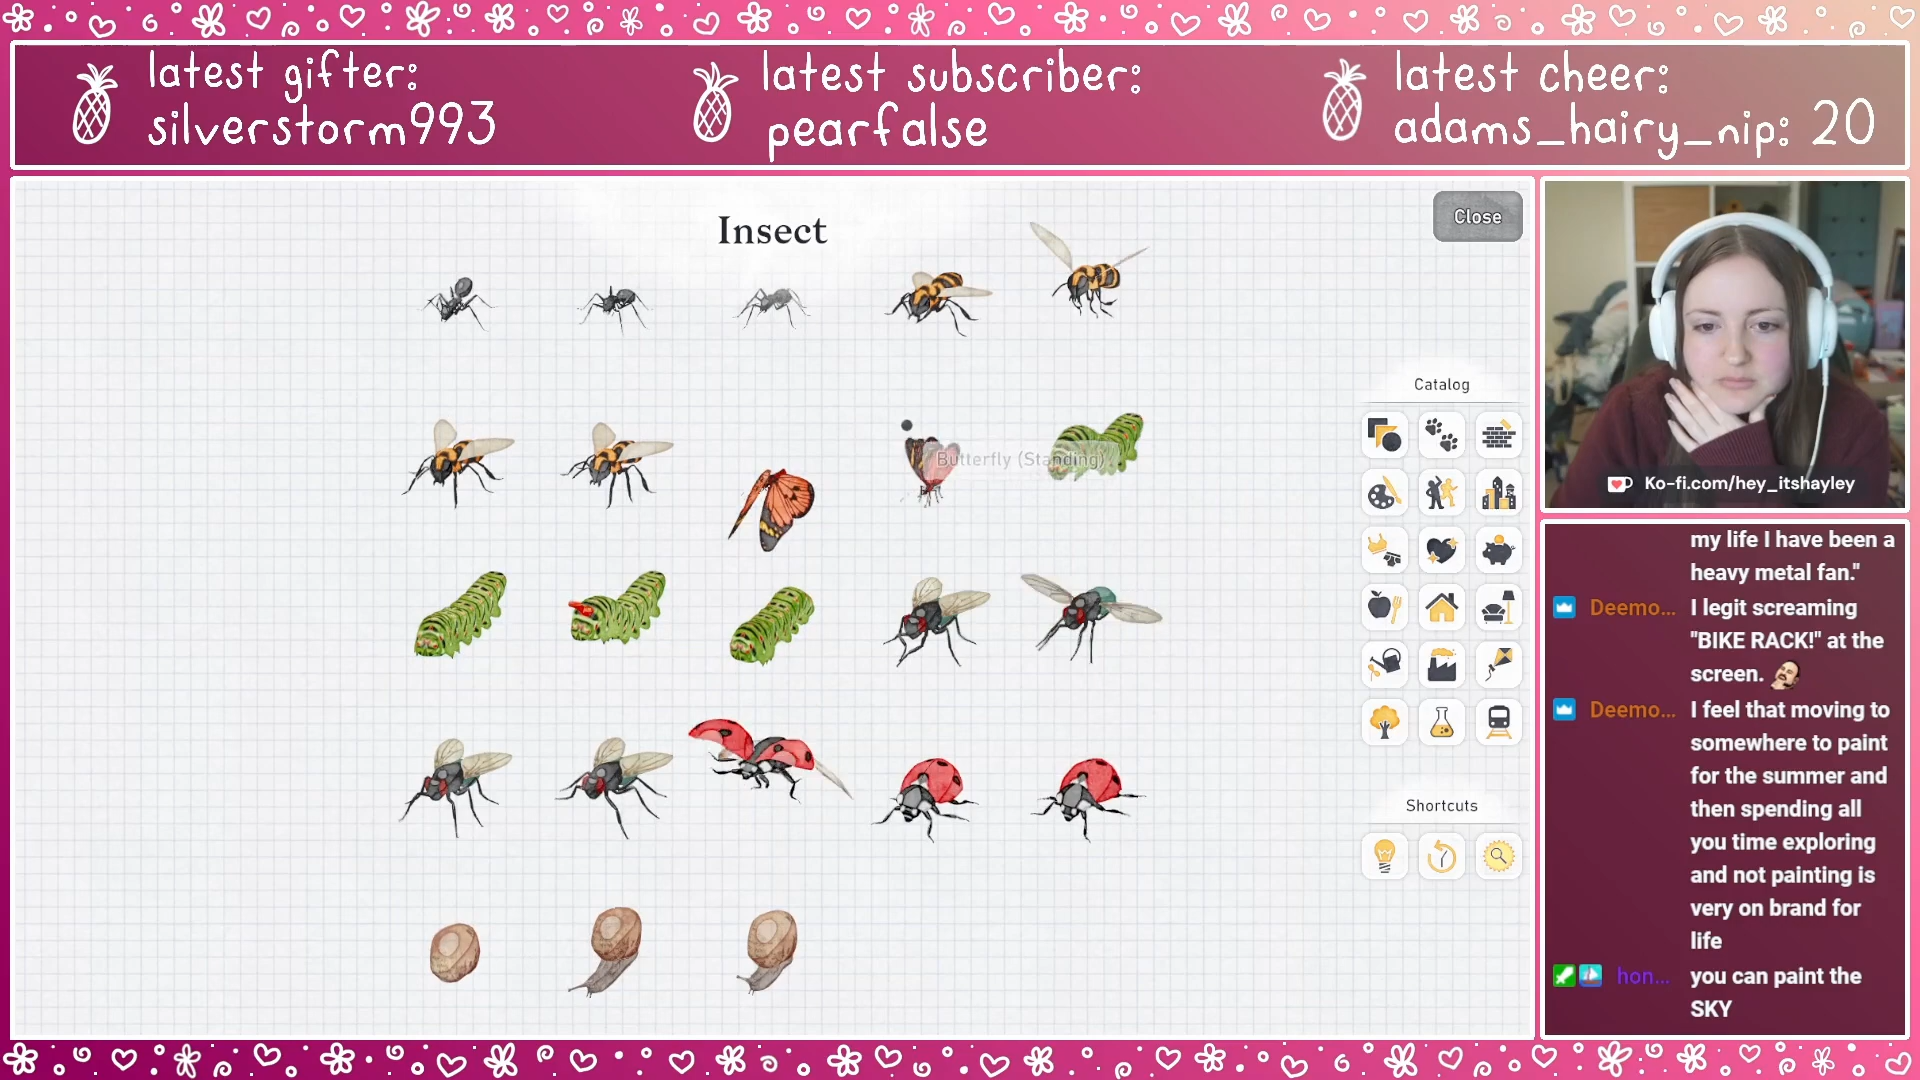 latest gifter:
silverstorm993
latest subscriber:
pearfalse
latest cheer:
adams_hairy_nip: 20
Insect
Close
Butterfly (Standing)
Catalog
Shortcuts
Ko-fi.com/hey_itshayley
my life I have been a
heavy metal fan."
Deemo... I legit screaming
"BIKE RACK!" at the
screen.
Deemo... I feel that moving to
somewhere to paint
for the summer and
then spending all
you time exploring
and not painting is
very on brand for
life
hon... you can paint the
SKY